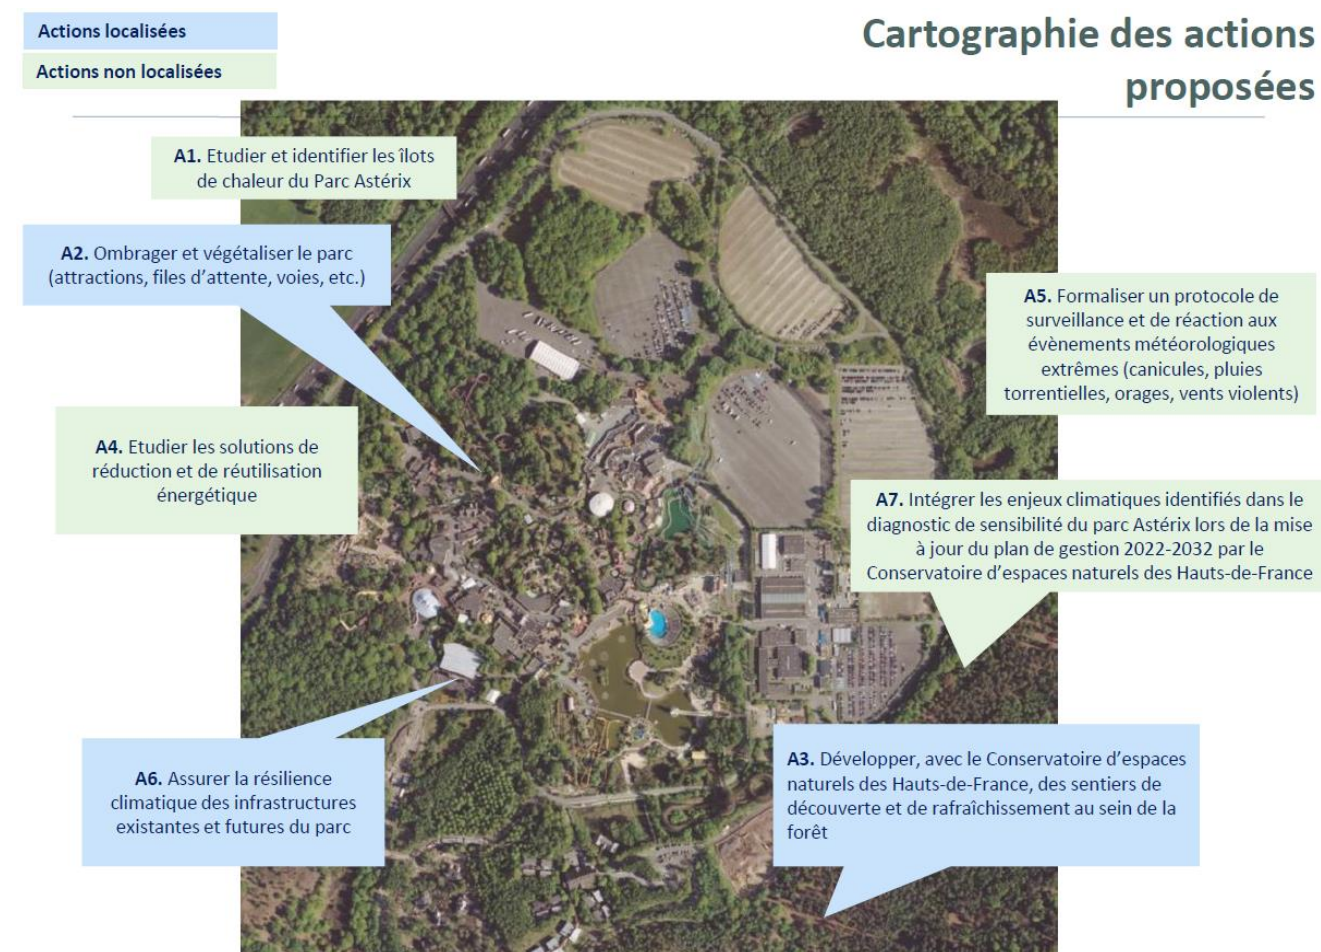 Actions localisées
Actions non localisées
Cartographie des actions
proposées
A1. Etudier et identifier les îlots
de chaleur du Parc Astérix
A2. Ombrager et végétaliser le parc
(attractions, files d'attente, voies, etc.)
A5. Formaliser un protocole de
surveillance et de réaction aux
évènements météorologiques
extrêmes (canicules, pluies
torrentielles, orages, vents violents)
A4. Etudier les solutions de
réduction et de réutilisation
énergétique
A7. Intégrer les enjeux climatiques identifiés dans le
diagnostic de sensibilité du parc Astérix lors de la mise
à jour du plan de gestion 2022-2032 par le
Conservatoire d'espaces naturels des Hauts-de-France
A6. Assurer la résilience
climatique des infrastructures
existantes et futures du parc
A3. Développer, avec le Conservatoire d'espaces
naturels des Hauts-de-France, des sentiers de
découverte et de rafraîchissement au sein de la
forêt